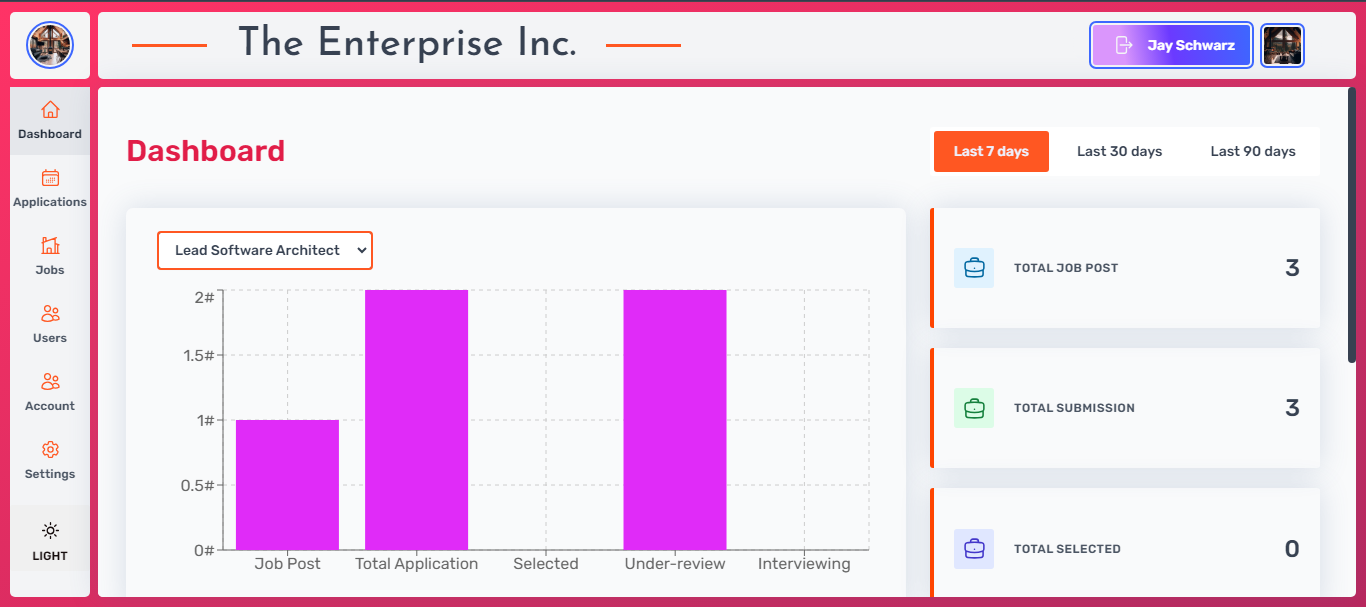 The Enterprise Inc.
Jay Schwarz
Dashboard
Applications
Jobs
Users
Account
Settings
LIGHT
Dashboard
Last 7 days
Last 30 days
Last 90 days
Lead Software Architect
2#
1.5#
1#
0.5#
0#
Job Post
Total Application
Selected
Under-review
Interviewing
TOTAL JOB POST
3
TOTAL SUBMISSION
3
TOTAL SELECTED
0